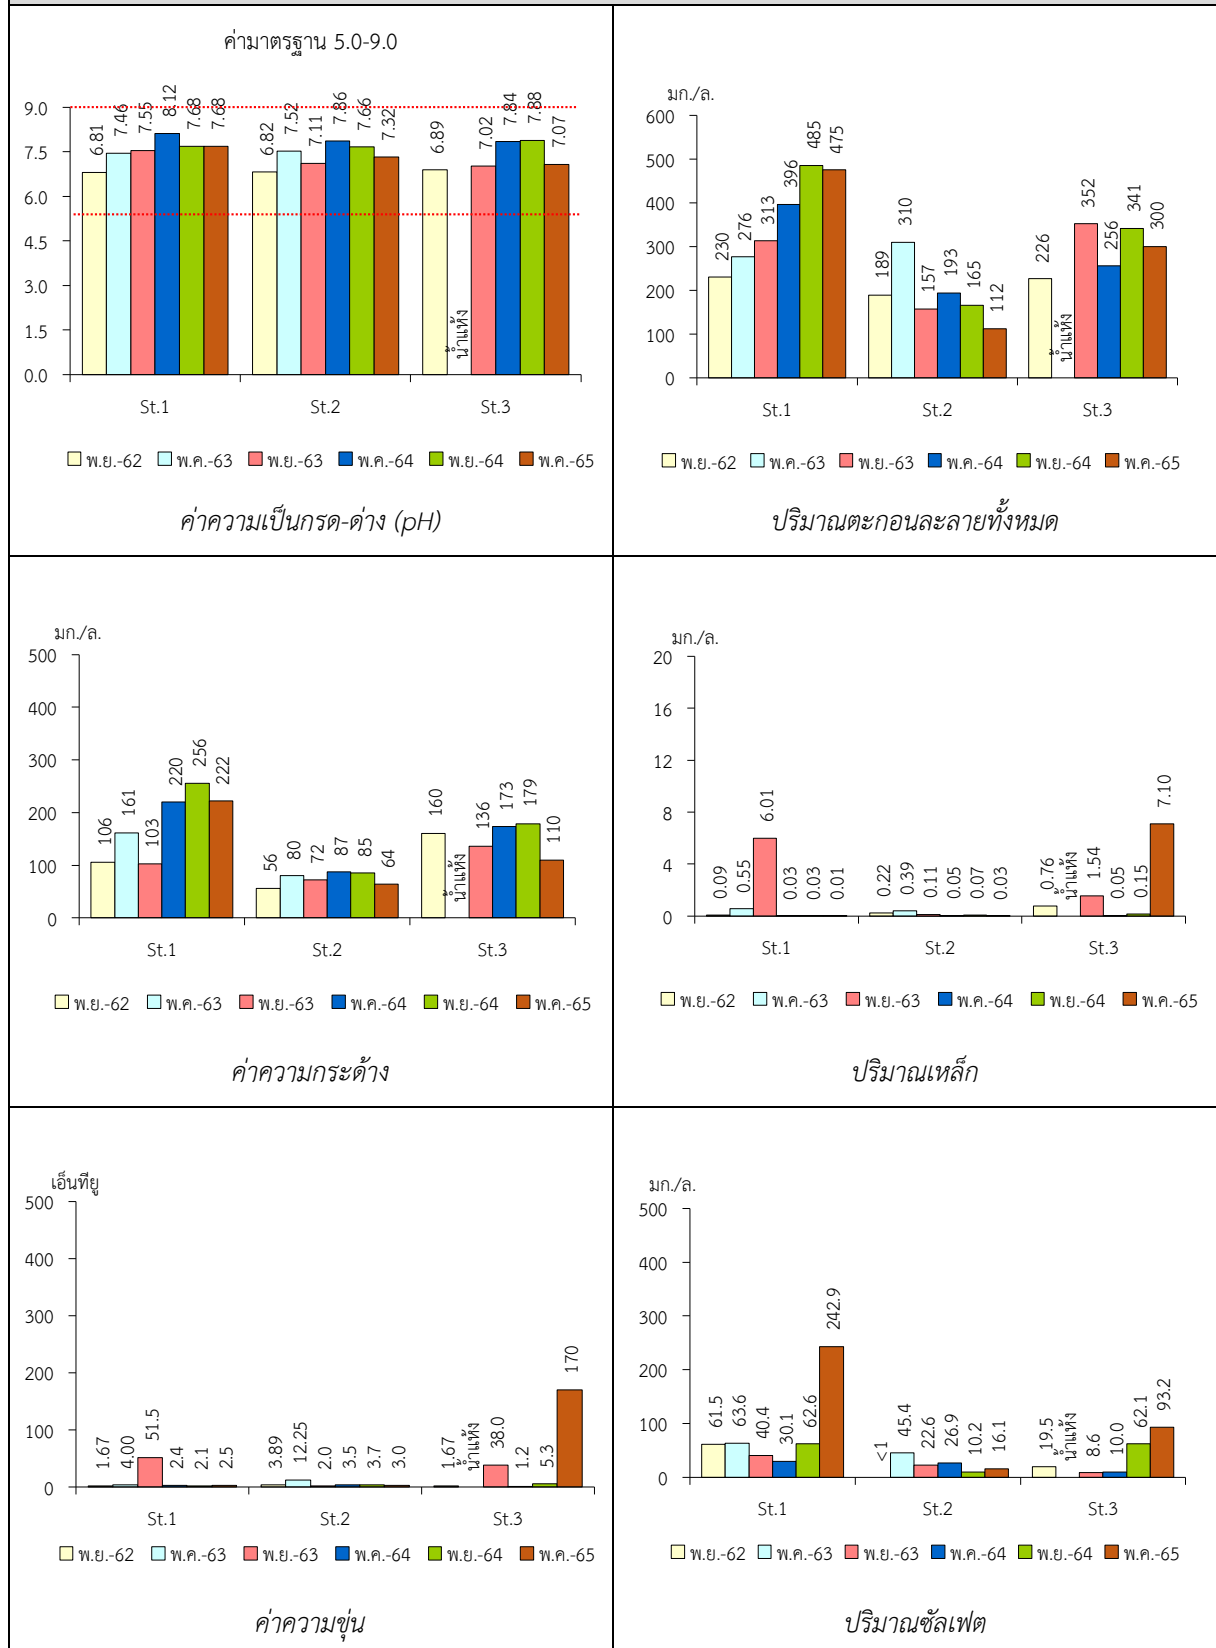 ค่ามาตรฐาน 5.0-9.0
9.0
7.5
6.0
4.5
3.0
1.5
0.0
6.81 7.46 7.55 8.12 7.68 7.68
6.82 7.52 7.11 7.86 7.66 7.32
6.89 น้ำแห้ง 7.02 7.84 7.88 7.07
St.1 St.2 St.3
พ.ย.-62 พ.ค.-63 พ.ย.-63 พ.ค.-64 พ.ย.-64 พ.ค.-65
ค่าความเป็นกรด-ด่าง (pH)
มก./ล.
600
500
400
300
200
100
0
230 276 313 396 485 475
189 310 157 193 165 112
226 น้ำแห้ง 352 256 341 300
St.1 St.2 St.3
พ.ย.-62 พ.ค.-63 พ.ย.-63 พ.ค.-64 พ.ย.-64 พ.ค.-65
ปริมาณตะกอนละลายทั้งหมด
มก./ล.
500
400
300
200
100
0
106 161 103 220 256 222
56 80 72 87 85 64
160 น้ำแห้ง 136 173 179 110
St.1 St.2 St.3
พ.ย.-62 พ.ค.-63 พ.ย.-63 พ.ค.-64 พ.ย.-64 พ.ค.-65
ค่าความกระด้าง
มก./ล.
20
16
12
8
4
0
0.09 0.55 6.01 0.03 0.03 0.01
0.22 0.39 0.11 0.05 0.07 0.03
0.76 น้ำแห้ง 1.54 0.05 0.15 7.10
St.1 St.2 St.3
พ.ย.-62 พ.ค.-63 พ.ย.-63 พ.ค.-64 พ.ย.-64 พ.ค.-65
ปริมาณเหล็ก
เอ็นทียู
500
400
300
200
100
0
1.67 4.00 51.5 2.4 2.1 2.5
3.89 12.25 2.0 3.5 3.7 3.0
1.67 น้ำแห้ง 38.0 1.2 5.3 170
St.1 St.2 St.3
พ.ย.-62 พ.ค.-63 พ.ย.-63 พ.ค.-64 พ.ย.-64 พ.ค.-65
ค่าความขุ่น
มก./ล.
500
400
300
200
100
0
61.5 63.6 40.4 30.1 62.6 242.9
<1 45.4 22.6 26.9 10.2 16.1
19.5 น้ำแห้ง 8.6 10.0 62.1 93.2
St.1 St.2 St.3
พ.ย.-62 พ.ค.-63 พ.ย.-63 พ.ค.-64 พ.ย.-64 พ.ค.-65
ปริมาณซัลเฟต